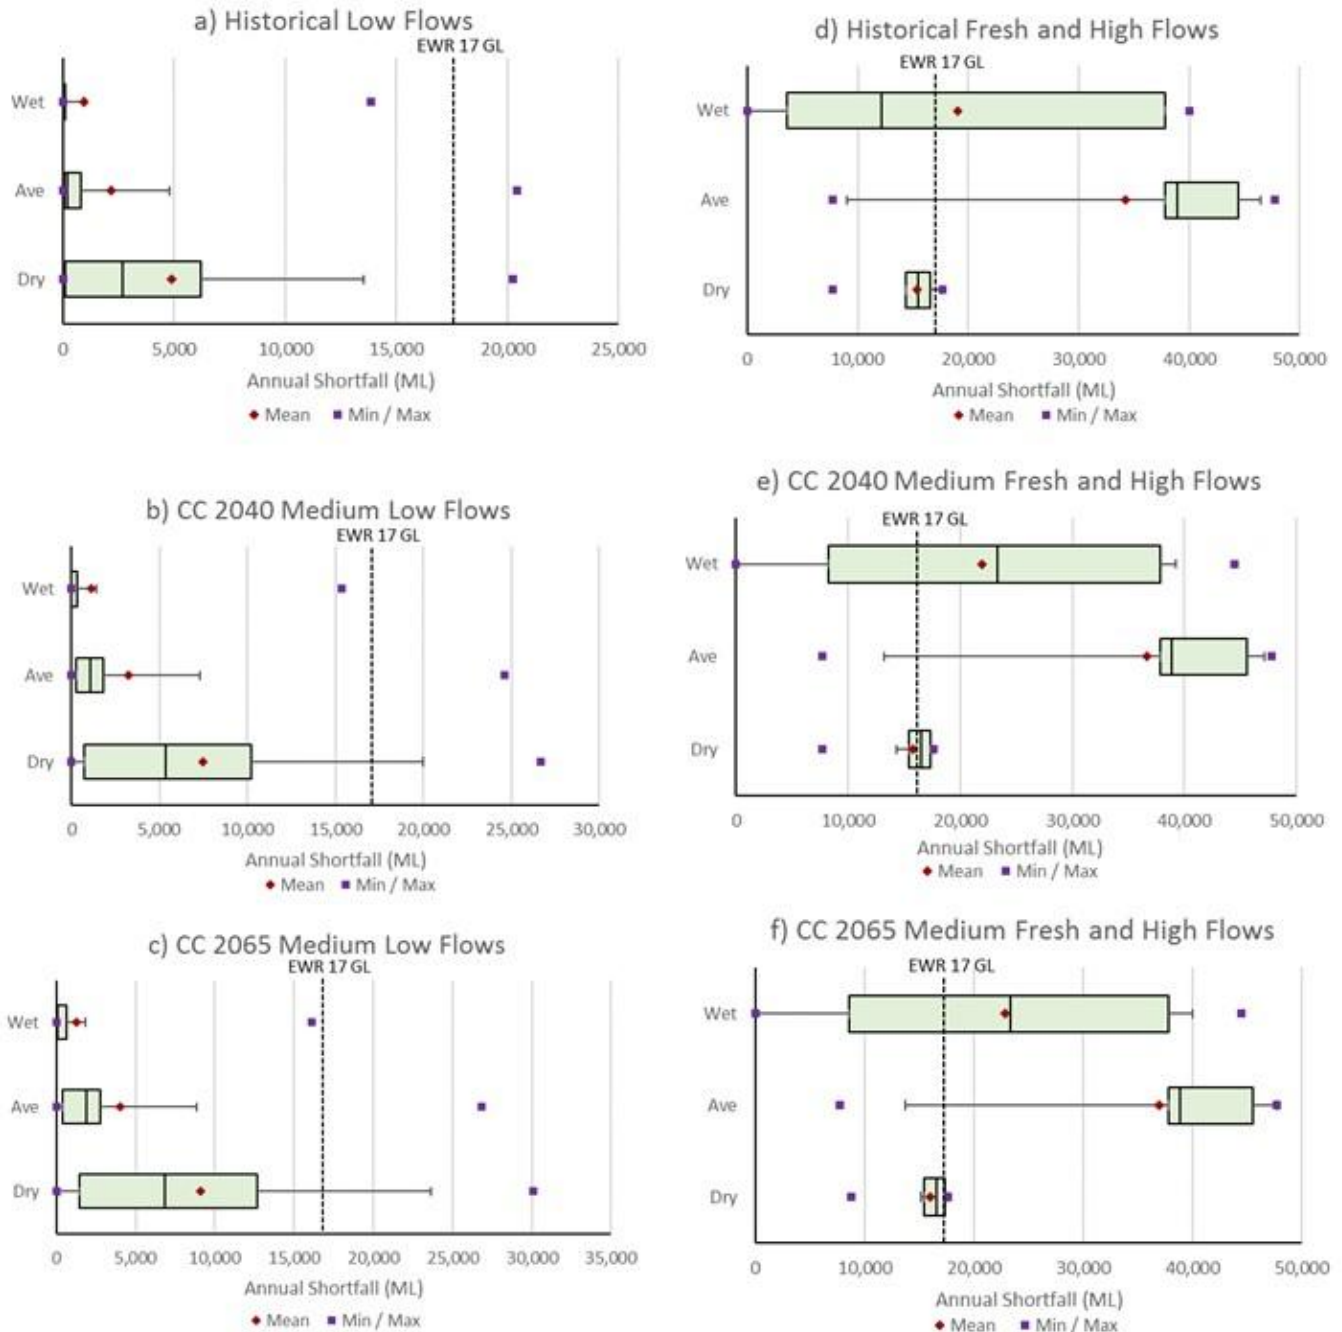 a) Historical Low Flows
EWR 17 GL
Wet
Ave
Dry
0 5,000 10,000 15,000 20,000 25,000
Annual Shortfall (ML)
Mean Min / Max
d) Historical Fresh and High Flows
EWR 17 GL
Wet
Ave
Dry
0 10,000 20,000 30,000 40,000 50,000
Annual Shortfall (ML)
Mean Min / Max
b) CC 2040 Medium Low Flows
EWR 17 GL
Wet
Ave
Dry
0 5,000 10,000 15,000 20,000 25,000 30,000
Annual Shortfall (ML)
Mean Min / Max
e) CC 2040 Medium Fresh and High Flows
EWR 17 GL
Wet
Ave
Dry
0 10,000 20,000 30,000 40,000 50,000
Annual Shortfall (ML)
Mean Min / Max
c) CC 2065 Medium Low Flows
EWR 17 GL
Wet
Ave
Dry
0 5,000 10,000 15,000 20,000 25,000 30,000 35,000
Annual Shortfall (ML)
Mean Min / Max
f) CC 2065 Medium Fresh and High Flows
EWR 17 GL
Wet
Ave
Dry
0 10,000 20,000 30,000 40,000 50,000
Annual Shortfall (ML)
Mean Min / Max